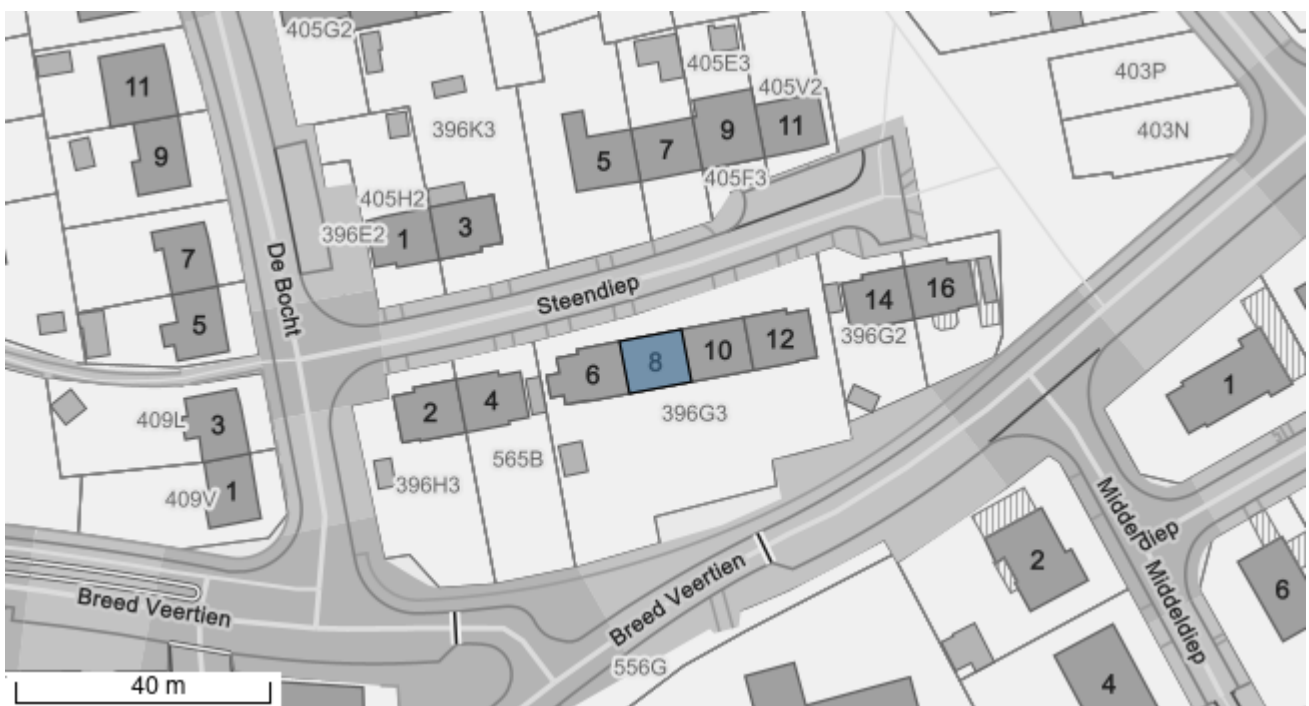 405G2
405E3
403P
11
405V2
396K3
403N
9
11
9
7
5
405H2
405F3
396E2
1
3
7
De Bocht
Steendiep
16
14
5
12
10
396G2
8
6
1
396G3
4
2
3
409L
565B
396H3
1
409V
Middeldiep
2
6
Breed Veertien
Breed Veertien
Middeldiep
556G
4
40 m